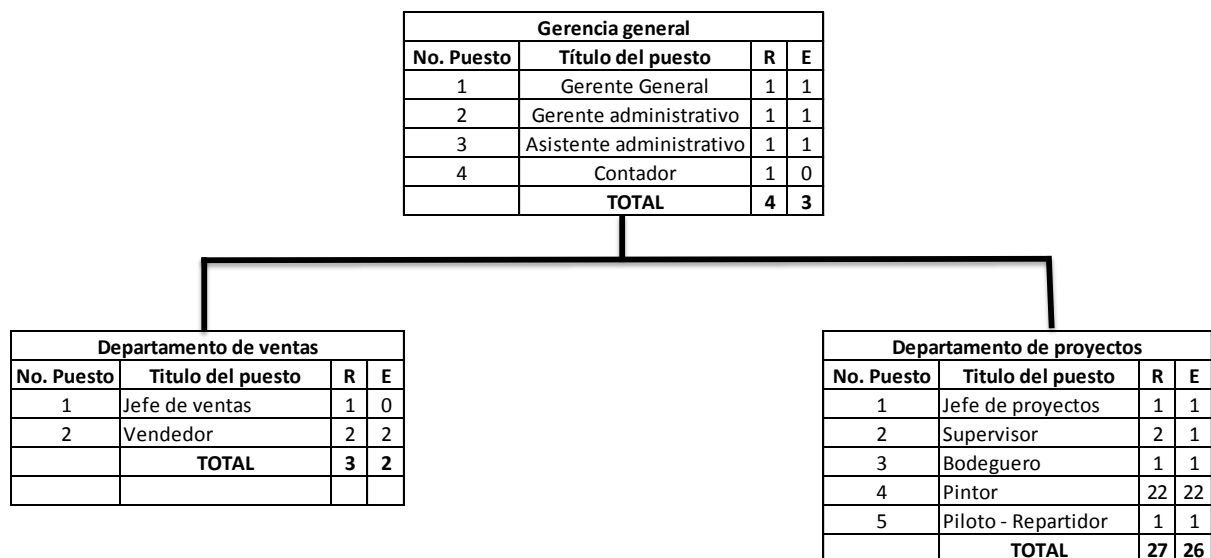 Gerencia general
No. Puesto Título del puesto R E
1 Gerente General 1 1
2 Gerente administrativo 1 1
3 Asistente administrativo 1 1
4 Contador 1 0
TOTAL 4 3
Departamento de ventas
No. Puesto Titulo del puesto R E
1 Jefe de ventas 1 0
2 Vendedor 2 2
TOTAL 3 2
Departamento de proyectos
No. Puesto Titulo del puesto R E
1 Jefe de proyectos 1 1
2 Supervisor 2 1
3 Bodeguero 1 1
4 Pintor 22 22
5 Piloto - Repartidor 1 1
TOTAL 27 26